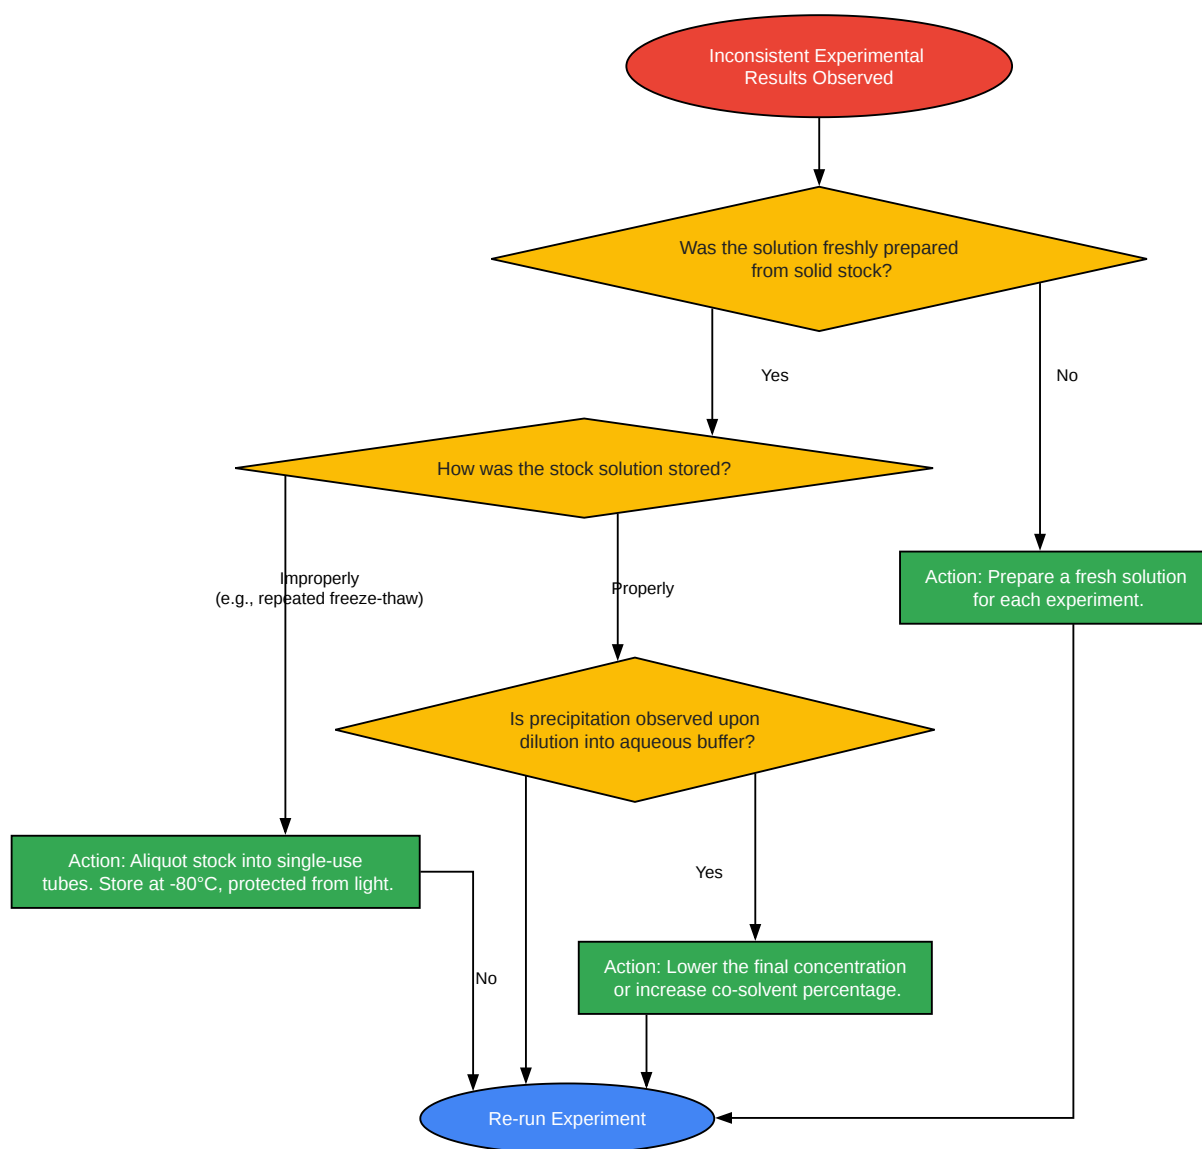 Inconsistent Experimental
Results Observed
Was the solution freshly prepared
from solid stock?
Yes
No
How was the stock solution stored?
Improperly
(e.g., repeated freeze-thaw)
Properly
Action: Prepare a fresh solution
for each experiment.
Is precipitation observed upon
dilution into aqueous buffer?
Action: Aliquot stock into single-use
tubes. Store at -80°C, protected from light.
Yes
No
Action: Lower the final concentration
or increase co-solvent percentage.
Re-run Experiment